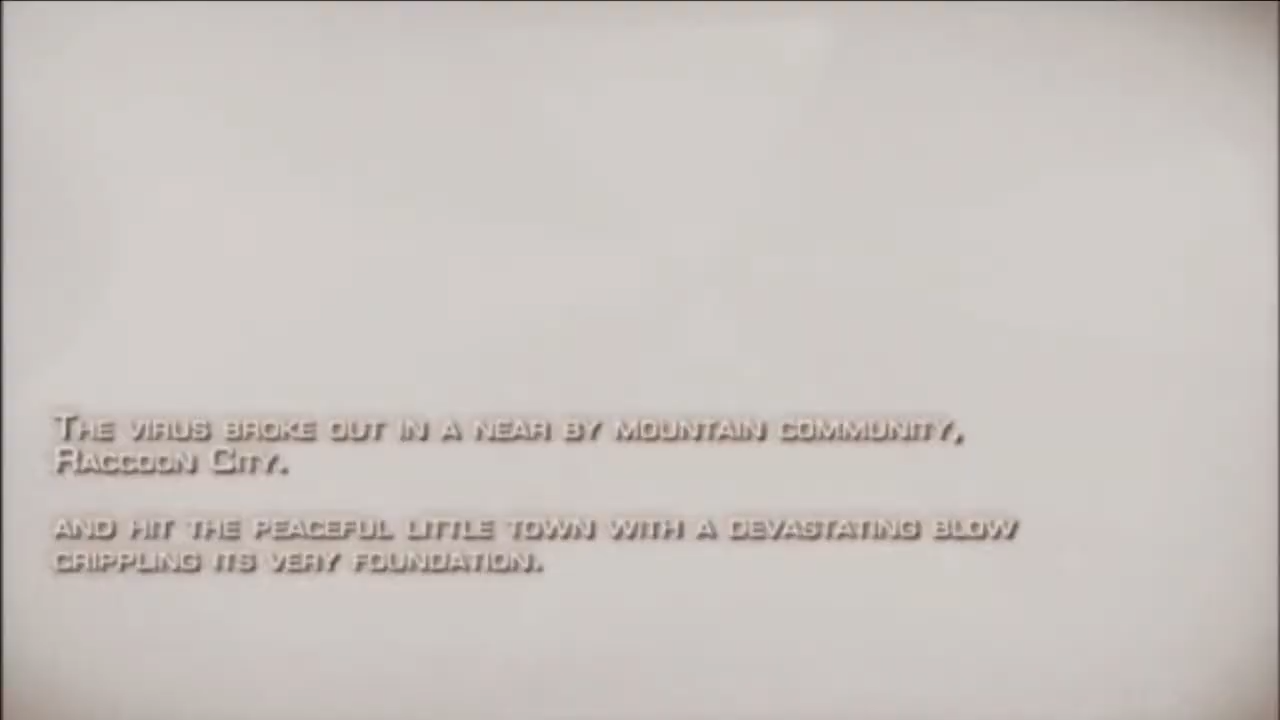 The virus broke out in a near by mountain community,
Raccoon City.
and hit the peaceful little town with a devastating blow
crippling its very foundation.